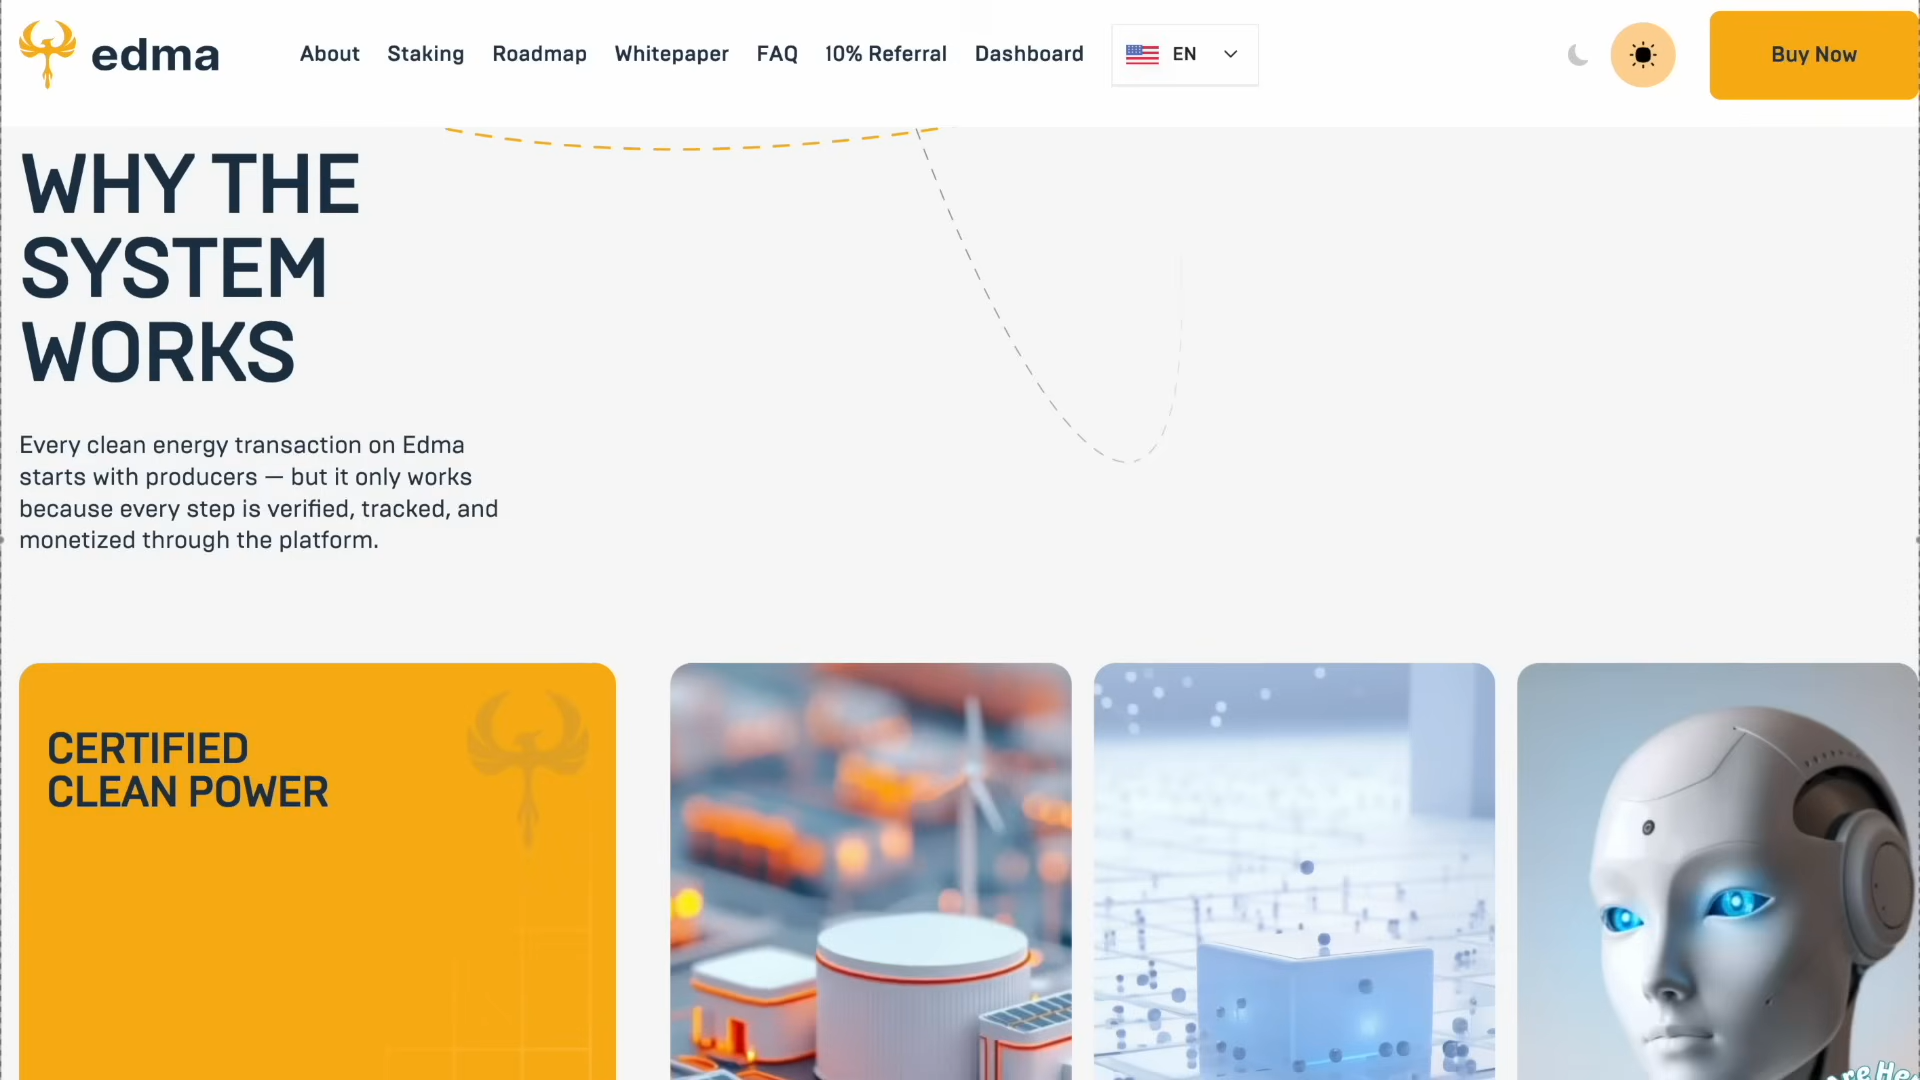 edma
About Staking Roadmap Whitepaper FAQ 10% Referral Dashboard EN Buy Now
WHY THE
SYSTEM
WORKS
Every clean energy transaction on Edma
starts with producers — but it only works
because every step is verified, tracked, and
monetized through the platform.
CERTIFIED
CLEAN POWER